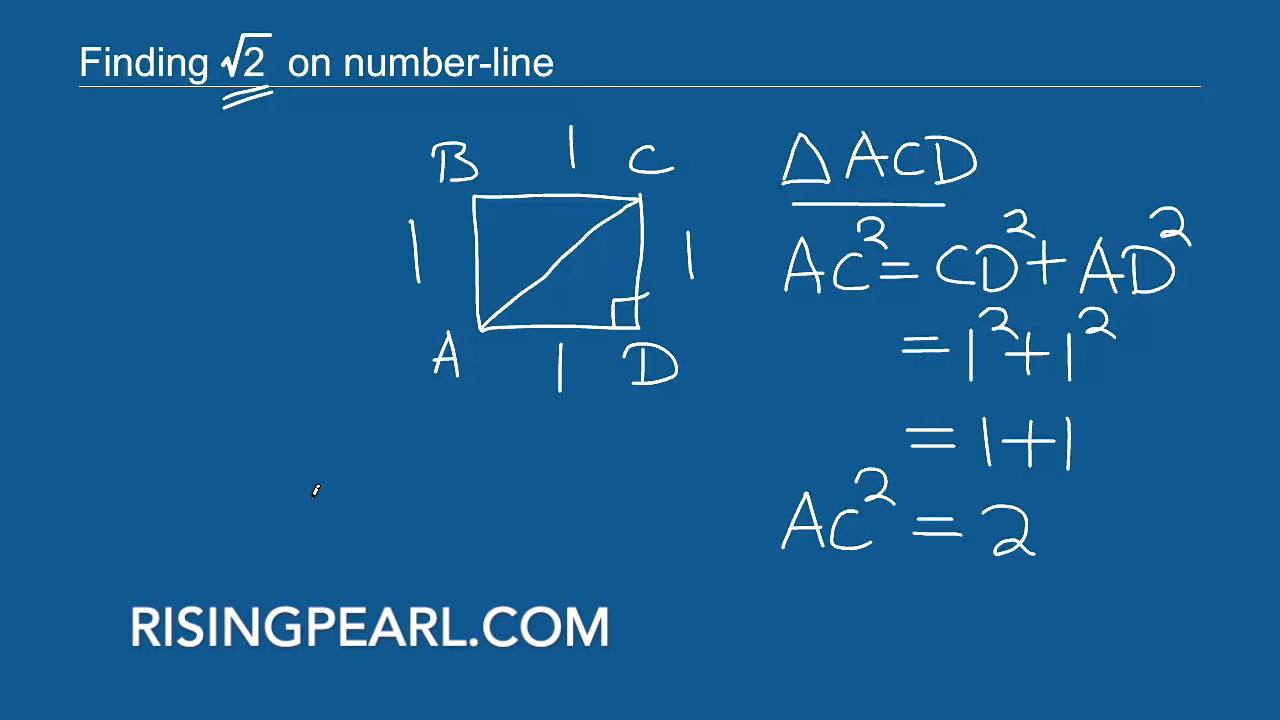 Finding √2 on number-line
B 1 C
1 1
A 1 D
△ ACD
AC² = CD² + AD²
= 1² + 1²
= 1 + 1
AC² = 2
RISINGPEARL.COM